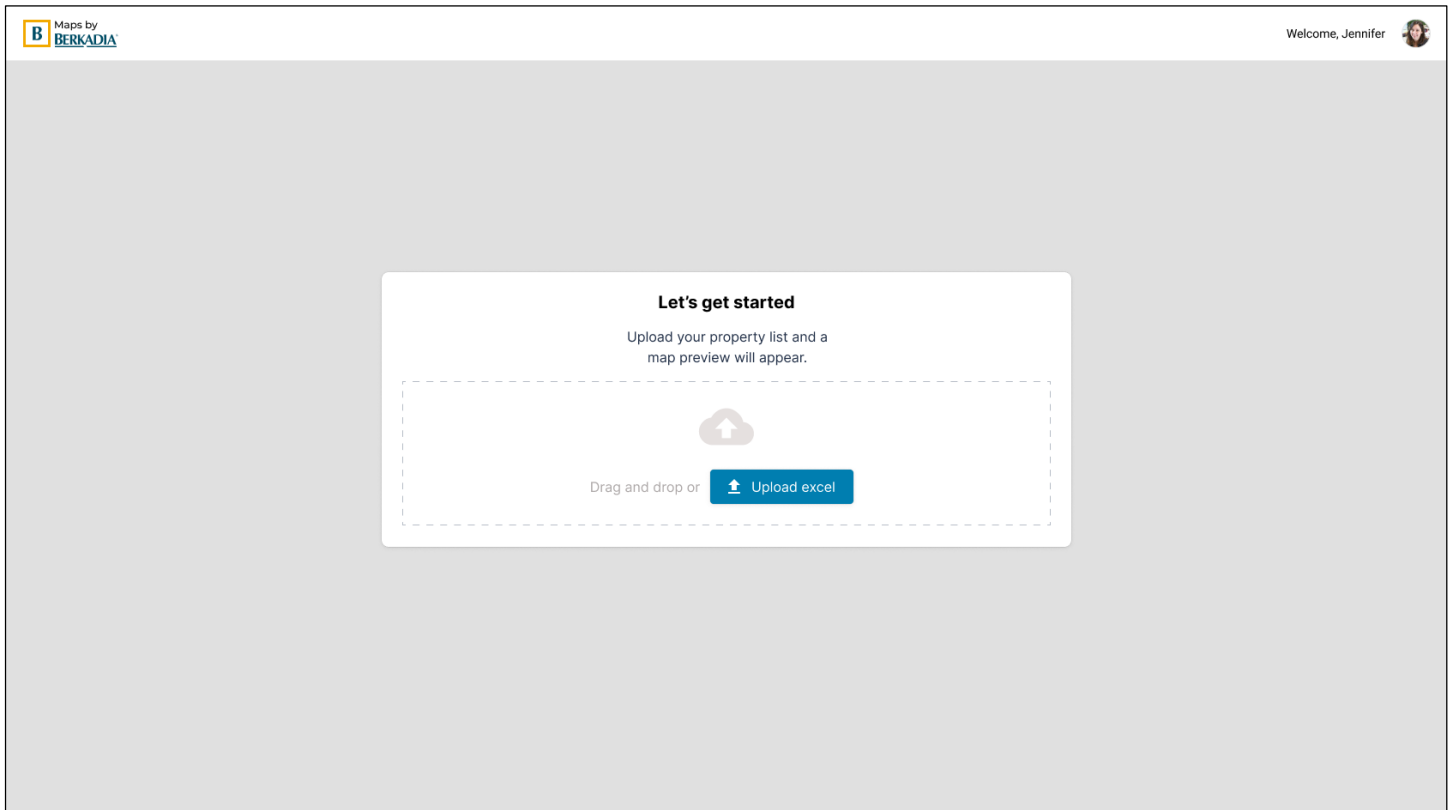 B
Maps by
BERKADIA
Welcome, Jennifer
Let’s get started
Upload your property list and a
map preview will appear.
Drag and drop or
Upload excel